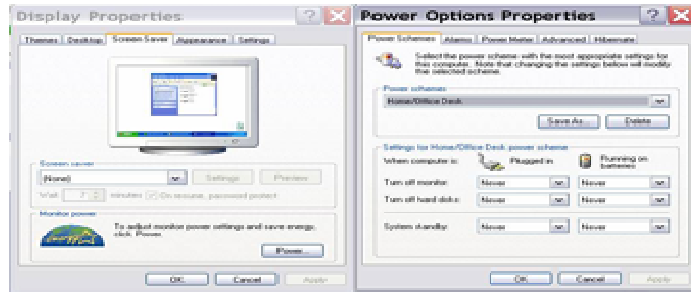 Display Properties
Themes Desktop Screen Saver Appearance Settings
Screen saver
(None)
Settings
Preview
Wait: 7 minutes On resume, password protect
Monitor power
To adjust monitor power settings and save energy,
click Power.
Power...
OK Cancel Apply
Power Options Properties
Power Schemes Alarms Power Meter Advanced Hibernate
Select the power scheme with the most appropriate settings for
this computer. Note that changing the settings below will modify
the selected scheme.
Power schemes
Home/Office Desk
Save As... Delete
Settings for Home/Office Desk power scheme
When computer is: Plugged in Running on
batteries
Turn off monitor: Never Never
Turn off hard disks: Never Never
System standby: Never Never
OK Cancel Apply